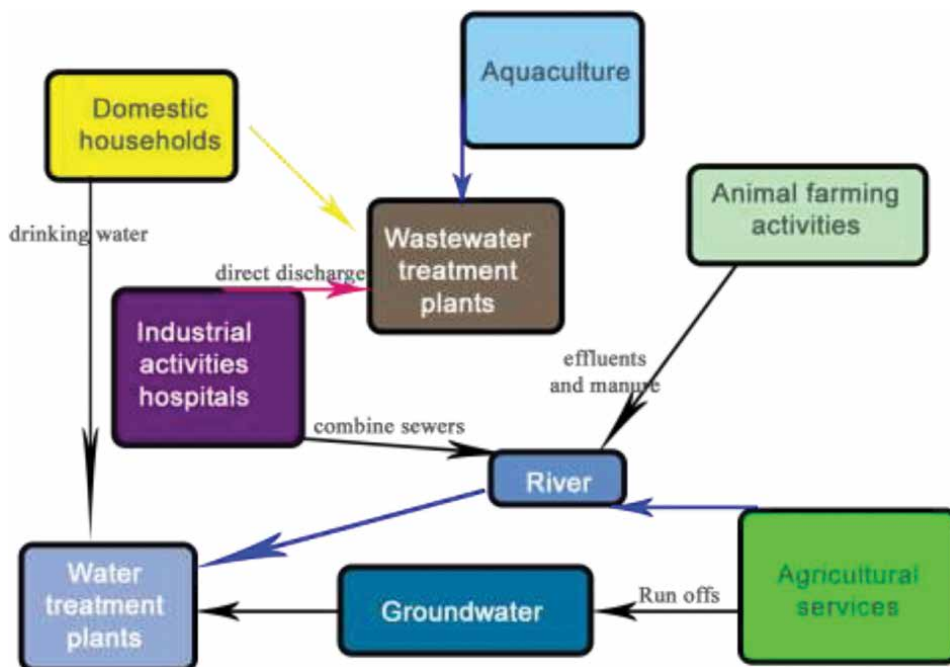 Aquaculture
Domestic
households
Animal farming
activities
drinking water
Wastewater
treatment
plants
direct discharge
Industrial
activities
hospitals
effluents
and manure
combine sewers
River
Water
treatment
plants
Groundwater
Run offs
Agricultural
services